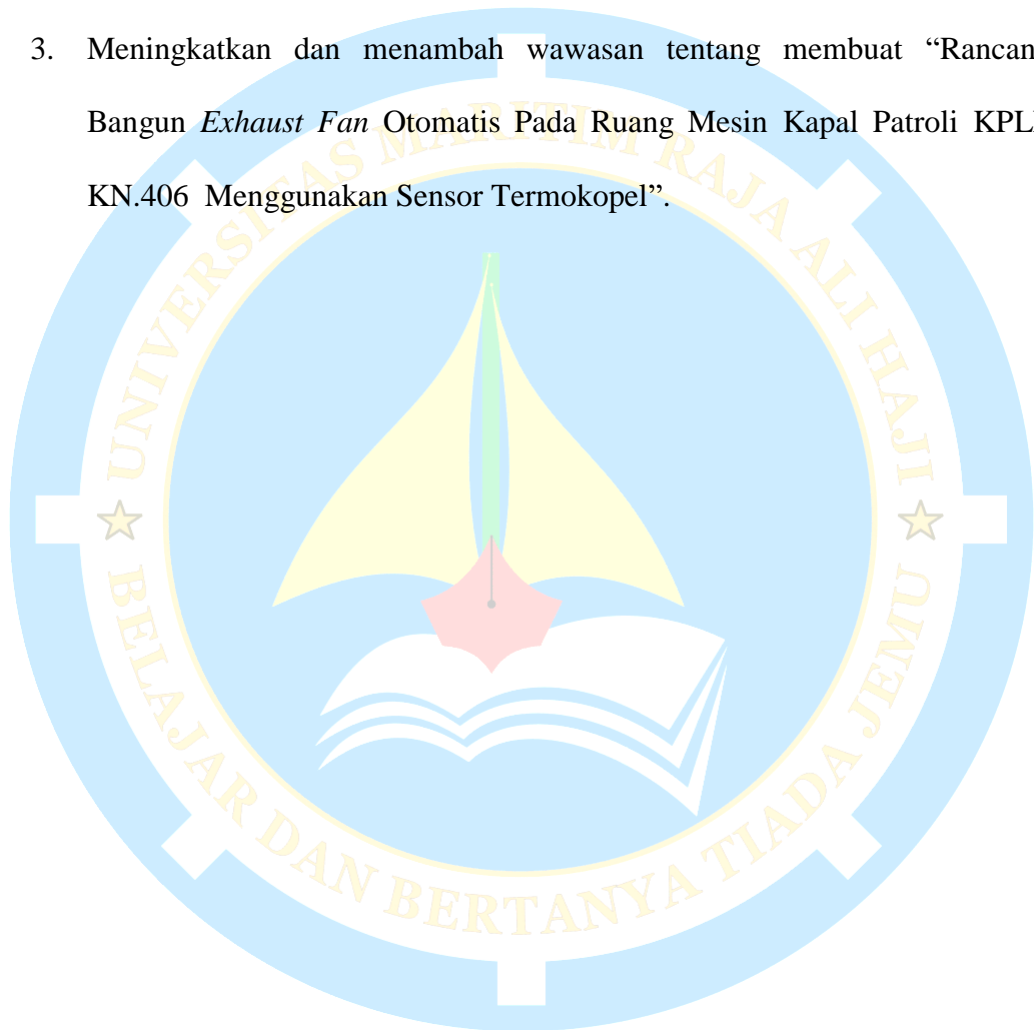 3. Meningkatkan dan menambah wawasan tentang membuat “Rancan
Bangun Exhaust Fan Otomatis Pada Ruang Mesin Kapal Patroli KPL
KN.406 Menggunakan Sensor Termokopel”.
UNIVERSITAS MARITIM RAJA ALI HAJI
BELAJAR DAN BERTANYA TIADA JEMU